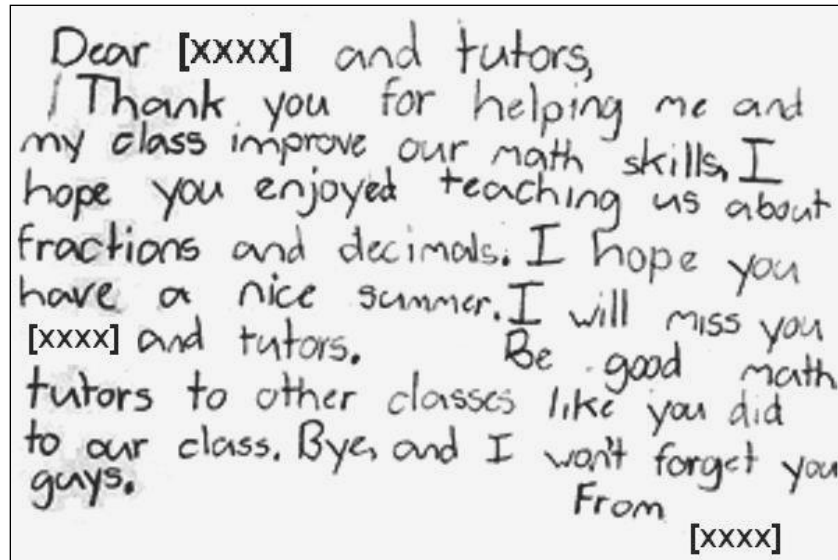 Dear [xxxx] and tutors,
Thank you for helping me and
my class improve our math skills, I
hope you enjoyed teaching us about
fractions and decimals. I hope you
have a nice summer. I will miss you
[xxxx] and tutors. Be good math
tutors to other classes like you did
to our class. Bye, and I won't forget you
guys.
From
[xxxx]